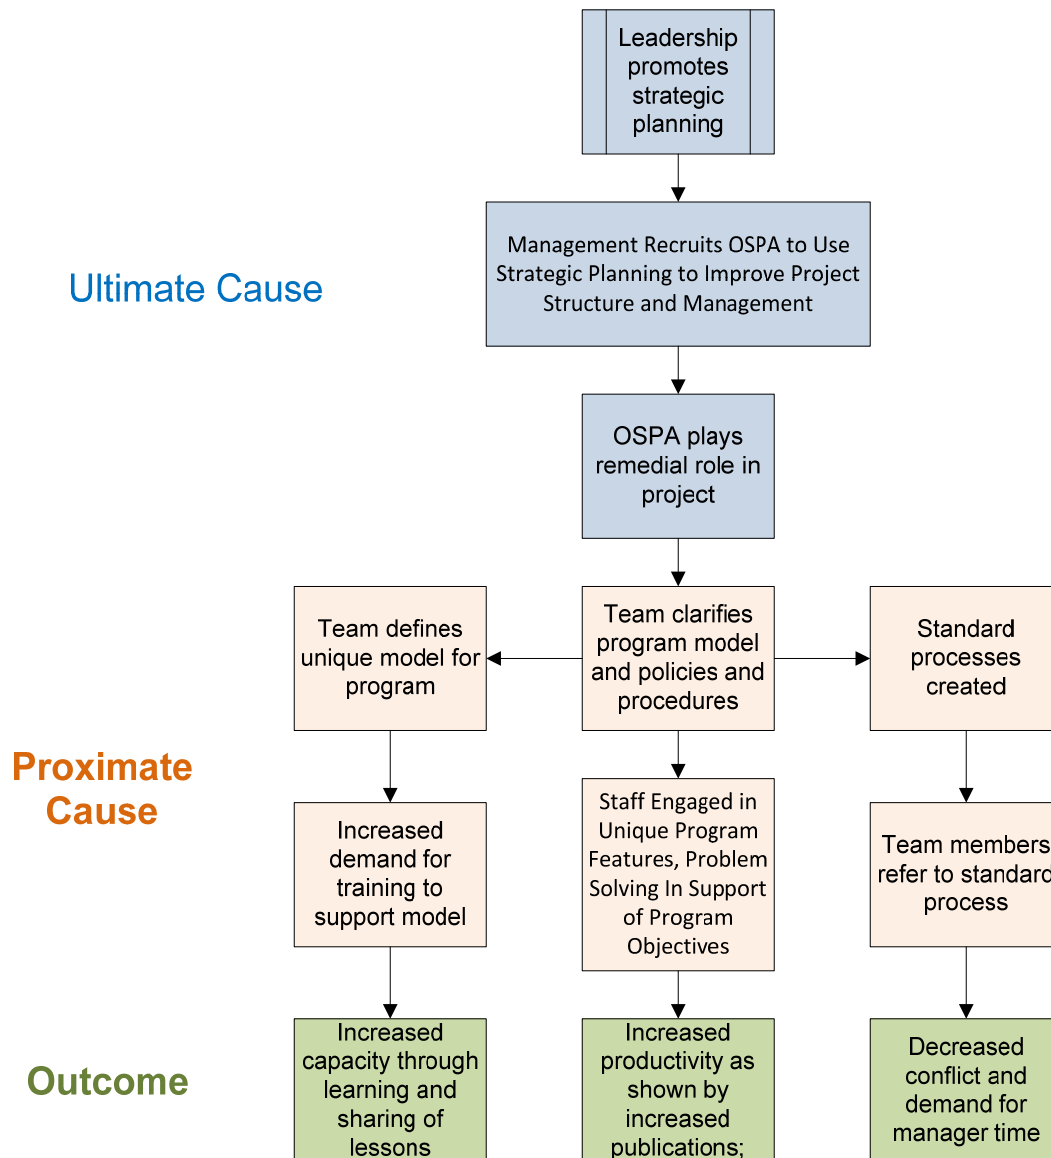 Leadership
promotes
strategic
planning
Management Recruits OSPA to Use
Strategic Planning to Improve Project
Structure and Management
Ultimate Cause
OSPA plays
remedial role in
project
Team defines
unique model for
program
Team clarifies
program model
and policies and
procedures
Standard
processes
created
Proximate
Cause
Increased
demand for
training to
support model
Staff Engaged in
Unique Program
Features, Problem
Solving In Support
of Program
Objectives
Team members
refer to standard
process
Outcome
Increased
capacity through
learning and
sharing of
lessons
Increased
productivity as
shown by
increased
publications;
Decreased
conflict and
demand for
manager time